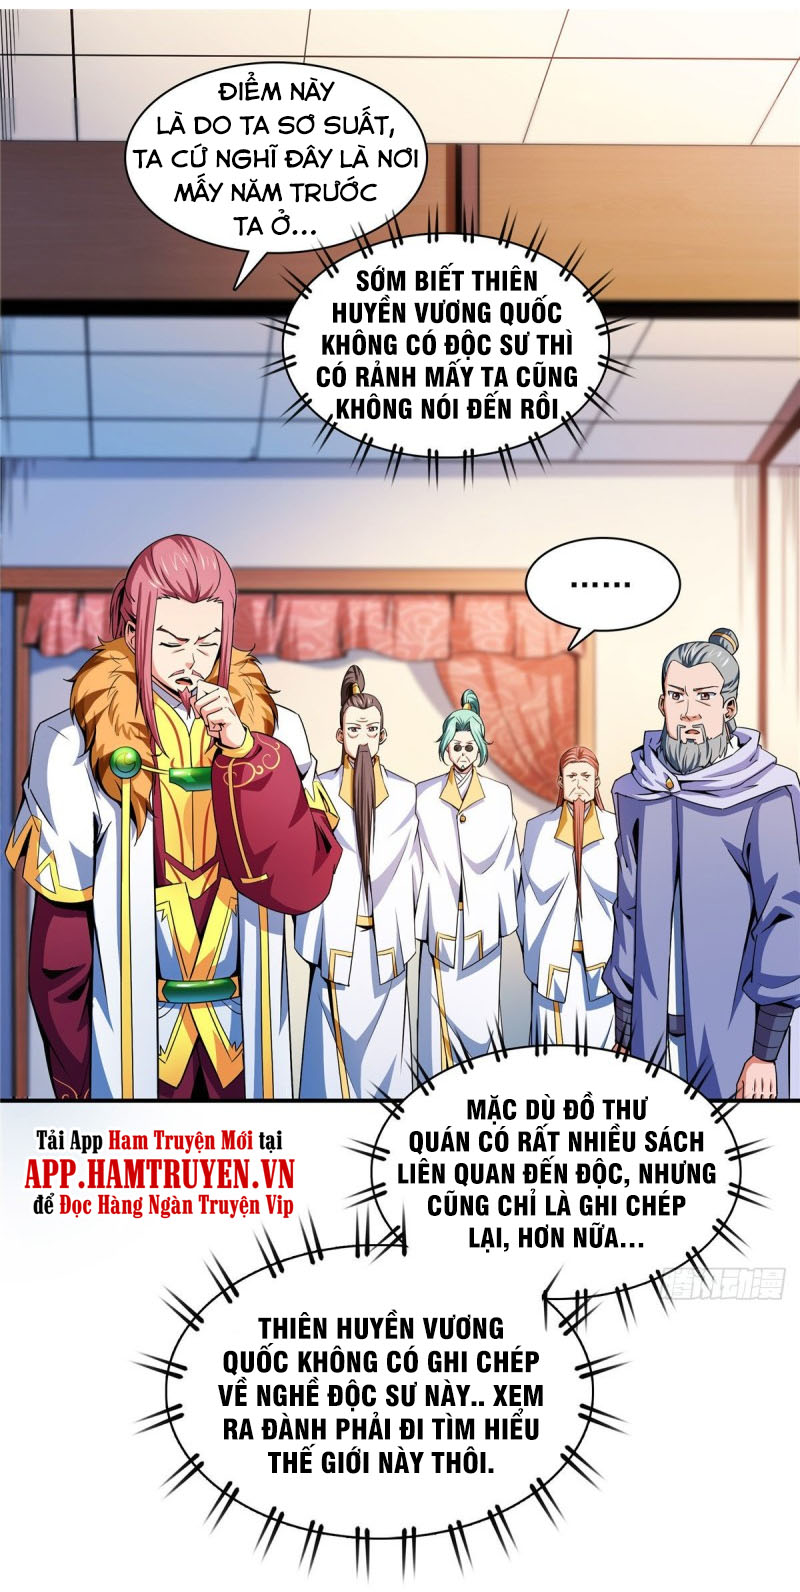 ĐIỂM NÀY
LÀ DO TA SƠ SUẤT,
TA CỨ NGHĨ ĐÂY LÀ NƠI
MẤY NĂM TRƯỚC
TA Ở...
SỚM BIẾT THIÊN
HUYỀN VƯƠNG QUỐC
KHÔNG CÓ ĐỘC SƯ THÌ
CÓ RẢNH MẤY TA CŨNG
KHÔNG NÓI ĐẾN RỒI
......
MẶC DÙ ĐỒ THƯ
QUÁN CÓ RẤT NHIỀU SÁCH
LIÊN QUAN ĐẾN ĐỘC, NHƯNG
CŨNG CHỈ LÀ GHI CHÉP
LẠI, HƠN NỮA...
Tải App Ham Truyện Mới tại
APP.HAMTRUYEN.VN
để Đọc Hàng Ngàn Truyện Vip
THIÊN HUYỀN VƯƠNG
QUỐC KHÔNG CÓ GHI CHÉP
VỀ NGHỀ ĐỘC SƯ NÀY.. XEM
RA ĐÀNH PHẢI ĐI TÌM HIỂU
THẾ GIỚI NÀY THÔI.